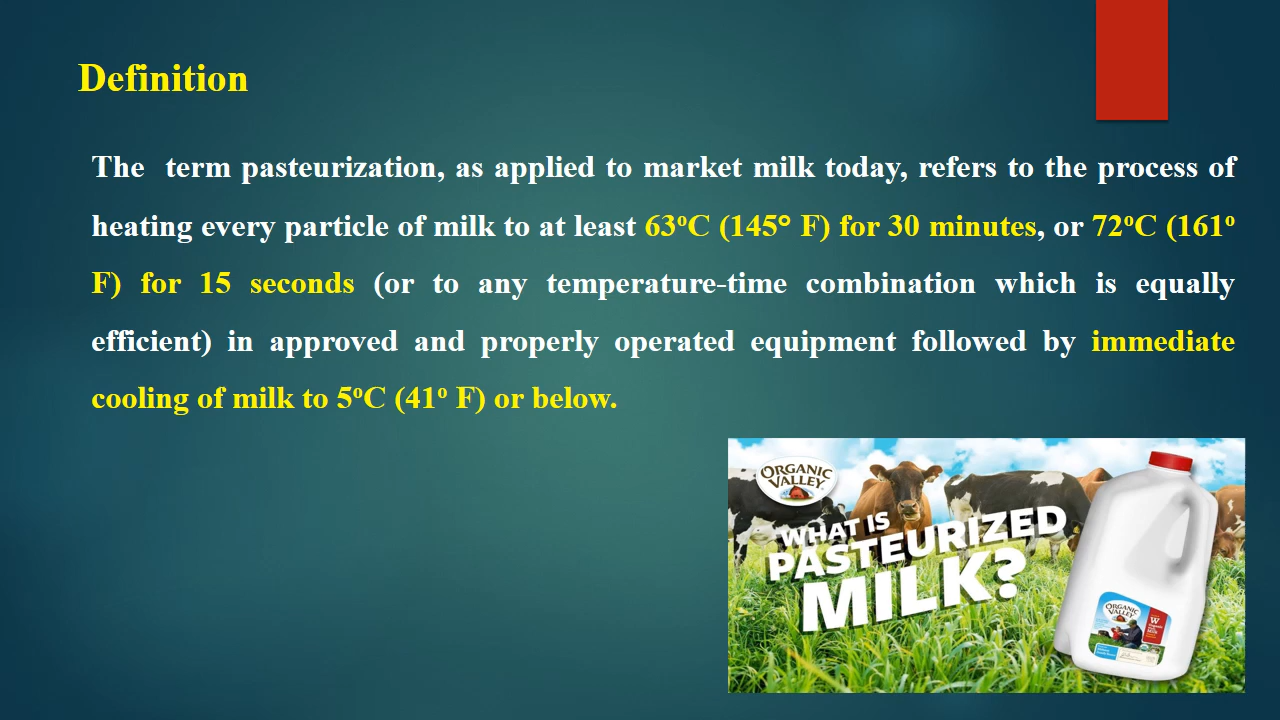 Definition
The  term pasteurization, as applied to market milk today, refers to the process of
heating every particle of milk to at least 63ºC (145° F) for 30 minutes, or 72ºC (161º
F) for 15 seconds (or to any temperature-time combination which is equally
efficient) in approved and properly operated equipment followed by immediate
cooling of milk to 5ºC (41º F) or below.
ORGANIC
VALLEY
WHAT IS
PASTEURIZED
MILK?
ORGANIC
VALLEY
W